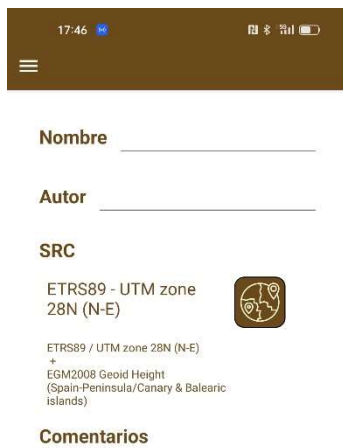 17:46
Nombre
Autor
SRC
ETRS89 - UTM zone
28N (N-E)
ETRS89 / UTM zone 28N (N-E)
+
EGM2008 Geoid Height
(Spain-Peninsula/Canary & Balearic
islands)
Comentarios